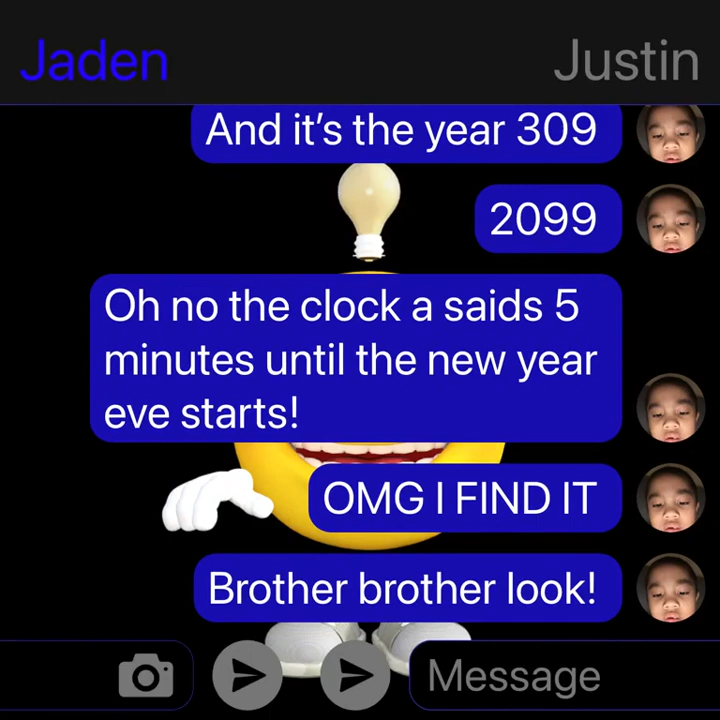 Jaden Justin
And it's the year 309
2099
Oh no the clock a saids 5
minutes until the new year
eve starts!
OMG I FIND IT
Brother brother look!
Message